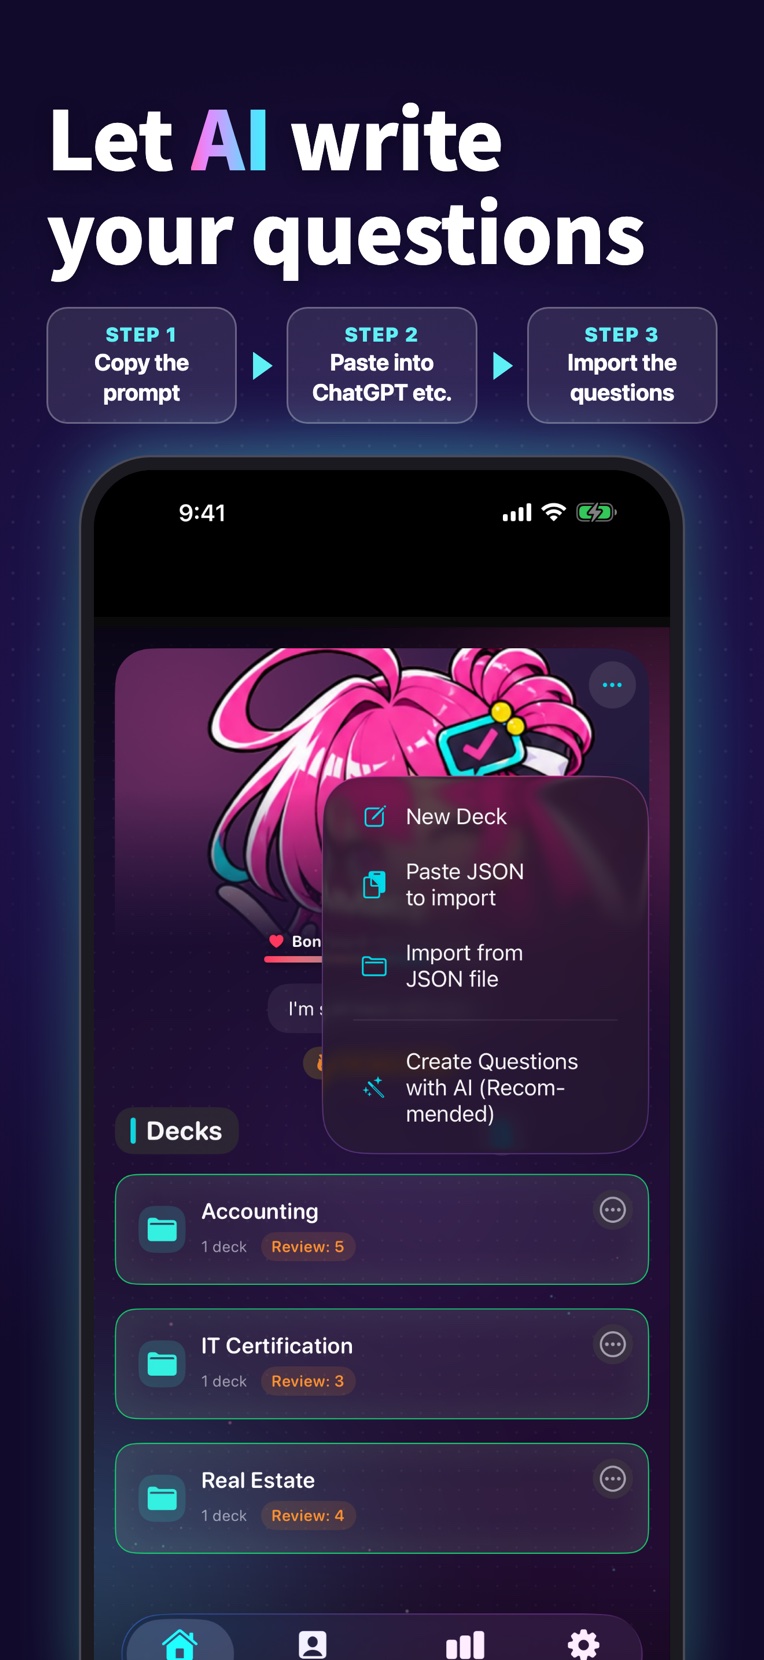 Let AI write
your questions
STEP 1
Copy the
prompt
STEP 2
Paste into
ChatGPT etc.
STEP 3
Import the
questions
9:41
New Deck
Paste JSON
to import
Import from
JSON file
Create Questions
with AI (Recom-
mended)
Bon
I'm
Decks
Accounting
1 deck Review: 5
IT Certification
1 deck Review: 3
Real Estate
1 deck Review: 4